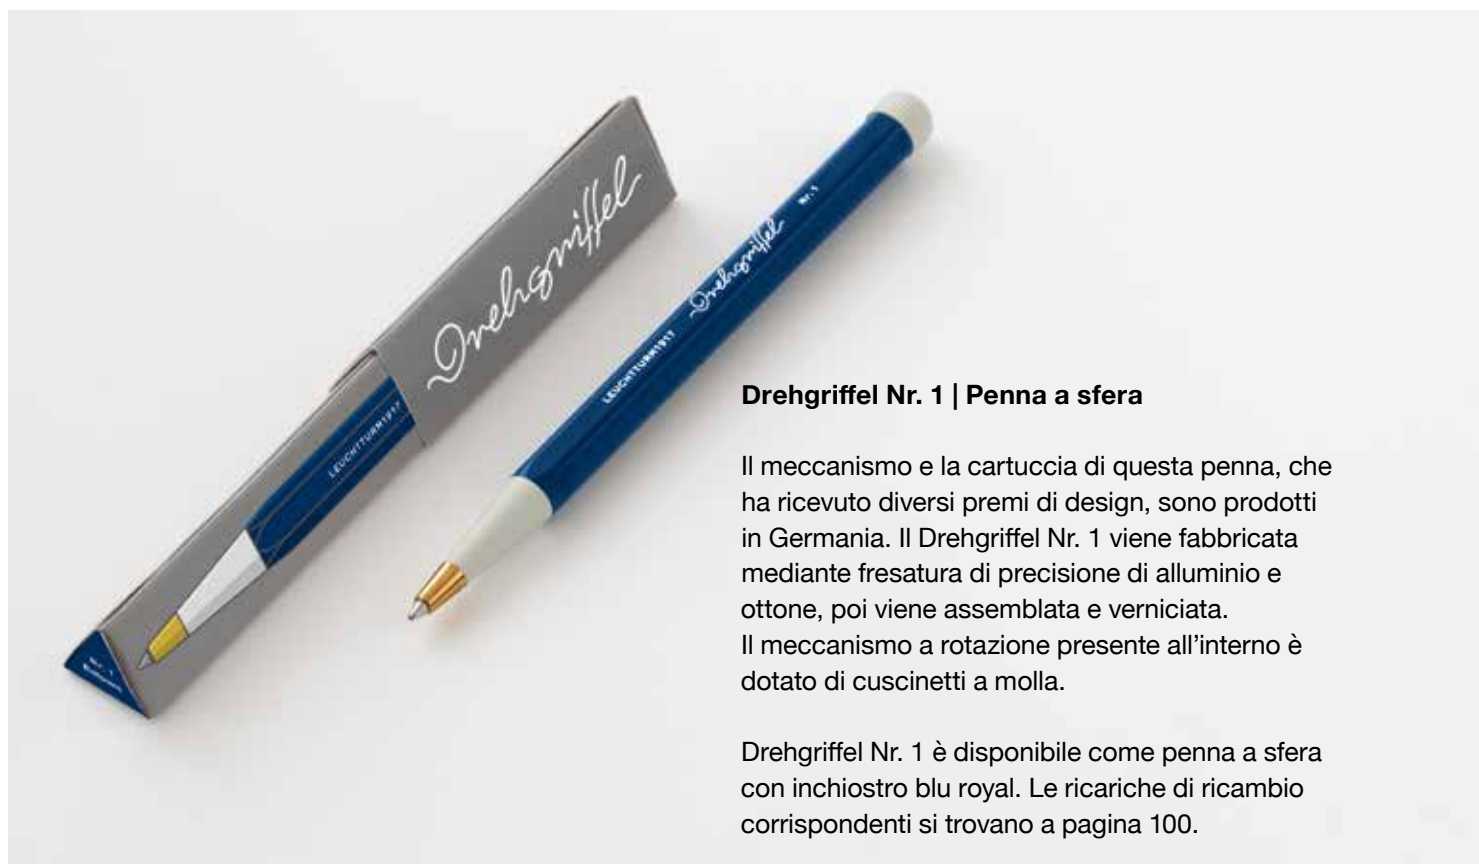 Drehgriffel
LEUCHTTURM1917
Nr. 1
Nr. 1
Drehgriffel
LEUCHTTURM1917
Drehgriffel Nr. 1 | Penna a sfera
Il meccanismo e la cartuccia di questa penna, che
ha ricevuto diversi premi di design, sono prodotti
in Germania. Il Drehgriffel Nr. 1 viene fabbricata
mediante fresatura di precisione di alluminio e
ottone, poi viene assemblata e verniciata.
Il meccanismo a rotazione presente all’interno è
dotato di cuscinetti a molla.
Drehgriffel Nr. 1 è disponibile come penna a sfera
con inchiostro blu royal. Le ricariche di ricambio
corrispondenti si trovano a pagina 100.